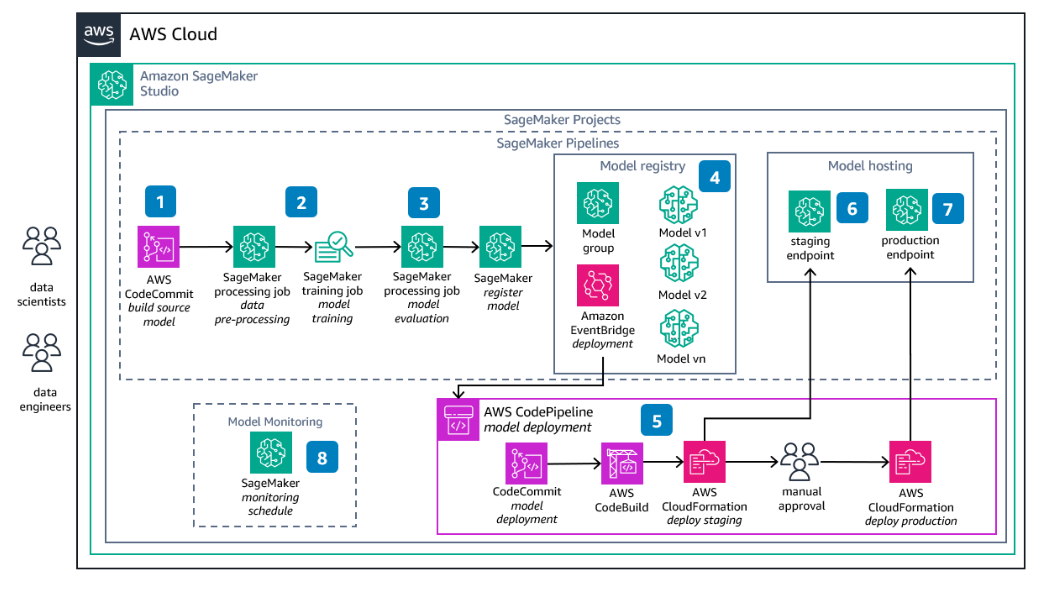 aws
AWS Cloud
Amazon SageMaker
Studio
SageMaker Projects
SageMaker Pipelines
Model registry
4
Model hosting
1
2
3
6
7
Model
group
Model v1
staging
endpoint
production
endpoint
data
scientists
AWS
CodeCommit
build source
model
SageMaker
processing job
data
pre-processing
SageMaker
training job
model
training
SageMaker
processing job
model
evaluation
SageMaker
register
model
Amazon
EventBridge
deployment
Model v2
Model vn
data
engineers
Model Monitoring
8
SageMaker
monitoring
schedule
AWS CodePipeline
model deployment
5
CodeCommit
model
deployment
AWS
CodeBuild
AWS
CloudFormation
deploy staging
manual
approval
AWS
CloudFormation
deploy production